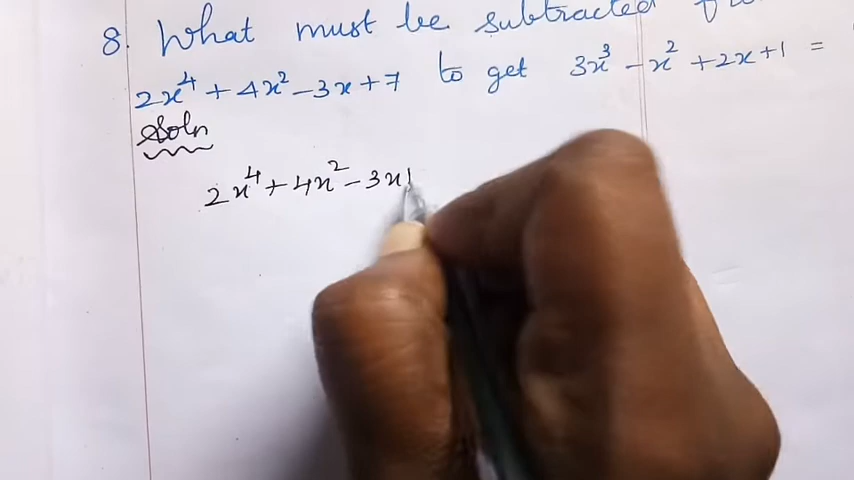 8. What must be subtracted
2x⁴ + 4x² - 3x + 7 to get 3x³ - x² + 2x + 1 =
Soln
2x⁴ + 4x² - 3x